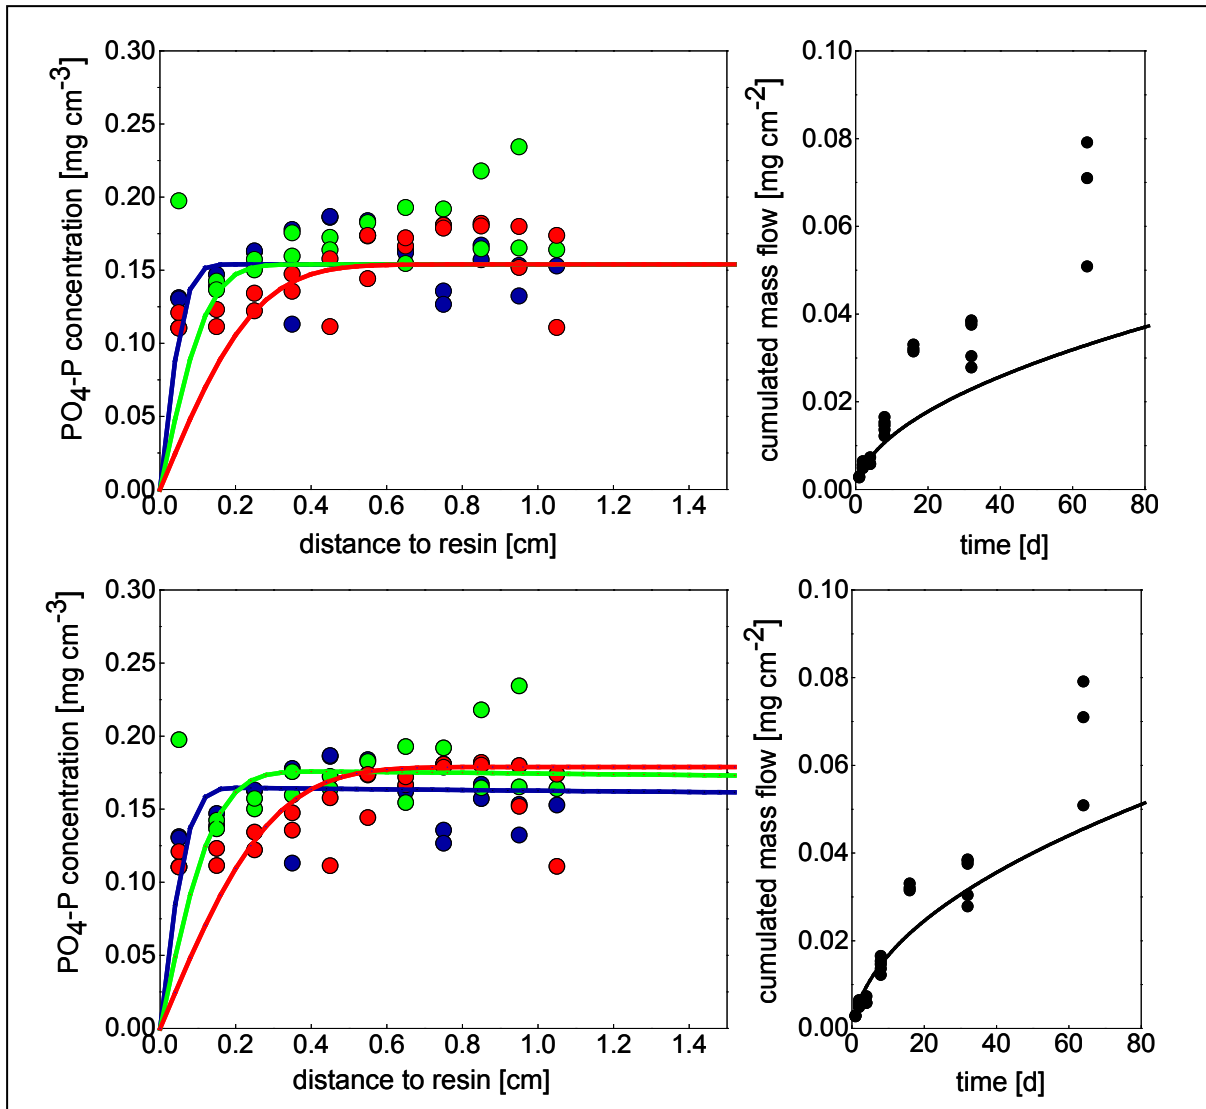 PO4-P concentration [mg cm-3]
0.30
0.25
0.20
0.15
0.10
0.05
0.00
0.0 0.2 0.4 0.6 0.8 1.0 1.2 1.4
distance to resin [cm]
cumulated mass flow [mg cm-2]
0.10
0.08
0.06
0.04
0.02
0.00
0 20 40 60 80
time [d]
PO4-P concentration [mg cm-3]
0.30
0.25
0.20
0.15
0.10
0.05
0.00
0.0 0.2 0.4 0.6 0.8 1.0 1.2 1.4
distance to resin [cm]
cumulated mass flow [mg cm-2]
0.10
0.08
0.06
0.04
0.02
0.00
0 20 40 60 80
time [d]